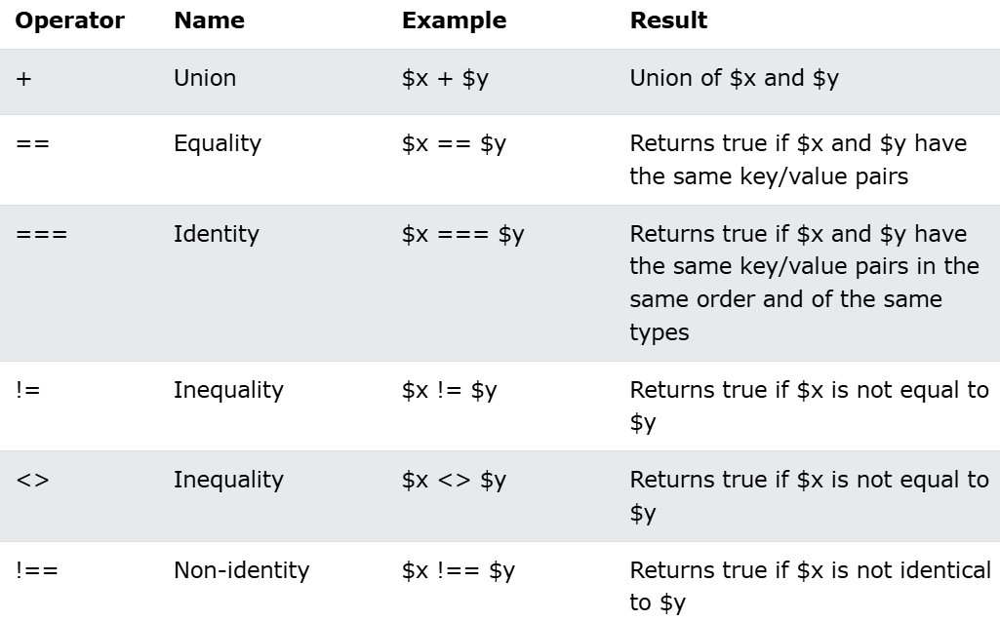 Operator Name Example Result
+ Union $x + $y Union of $x and $y
== Equality $x == $y Returns true if $x and $y have
the same key/value pairs
=== Identity $x === $y Returns true if $x and $y have
the same key/value pairs in the
same order and of the same
types
!= Inequality $x != $y Returns true if $x is not equal to
$y
<> Inequality $x <> $y Returns true if $x is not equal to
$y
!== Non-identity $x !== $y Returns true if $x is not identical
to $y